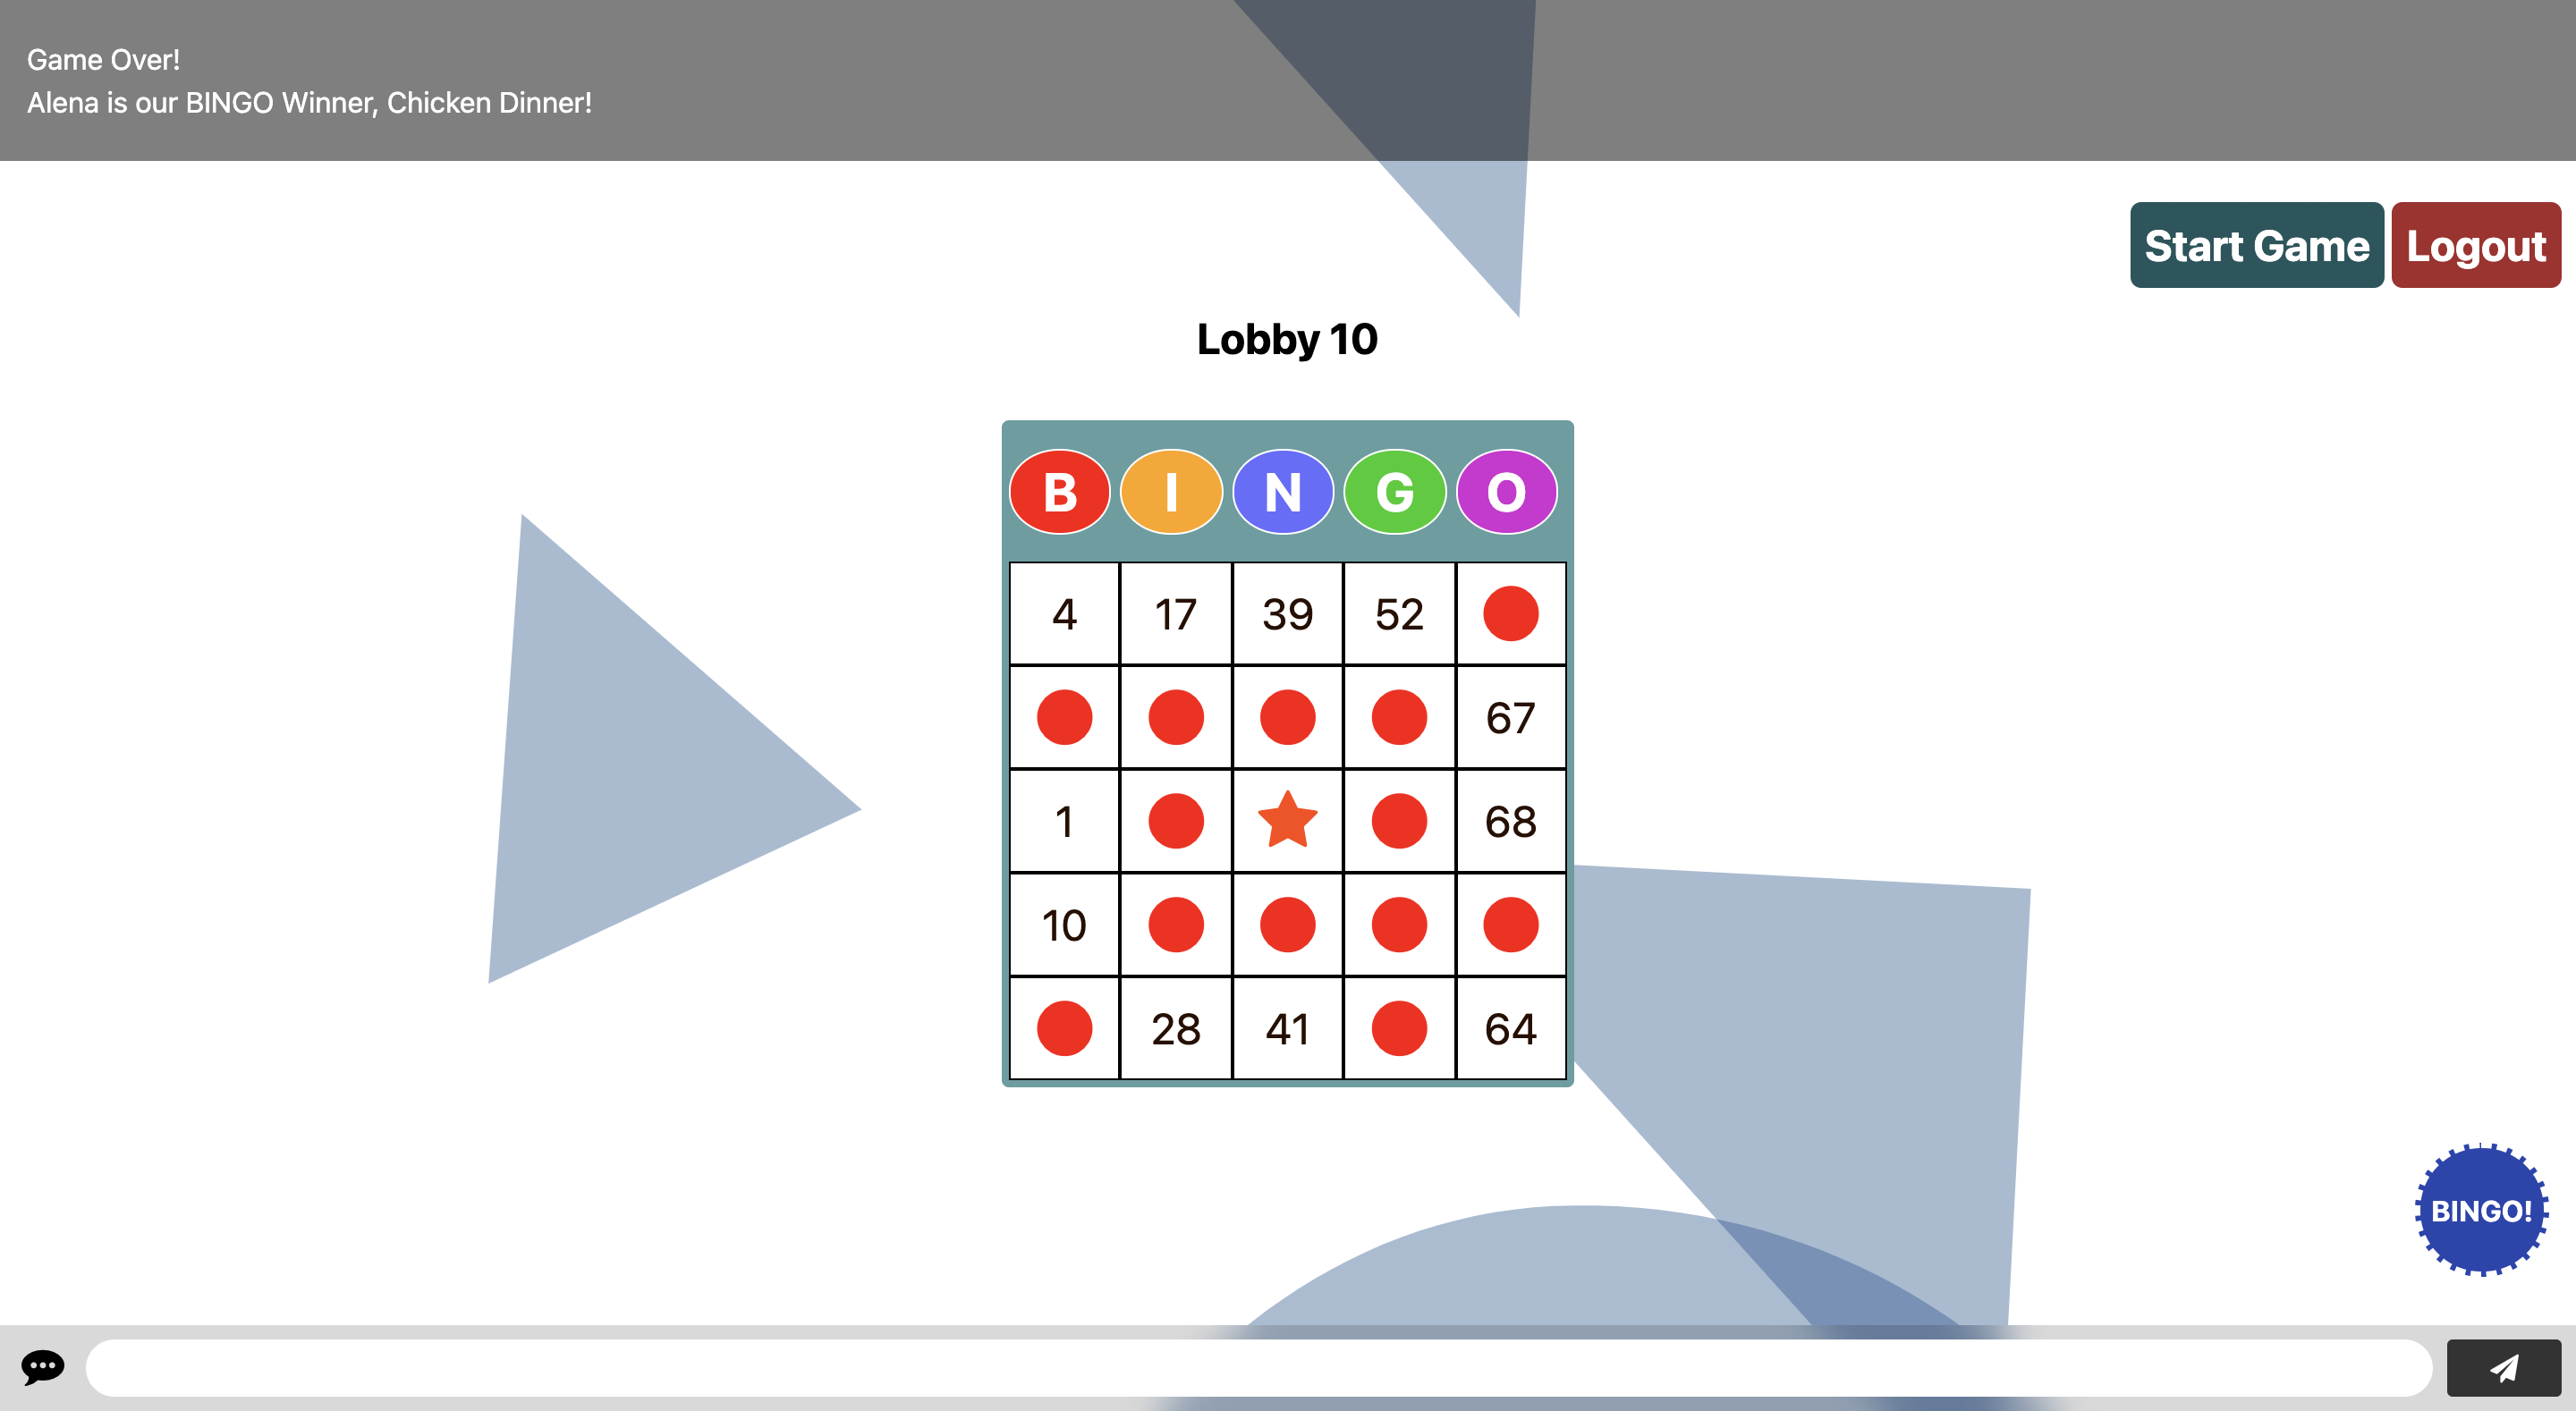 Game Over!
Alena is our BINGO Winner, Chicken Dinner!
Start Game Logout
Lobby 10
B I N G O
4 17 39 52
67
1 68
10
28 41 64
BINGO!